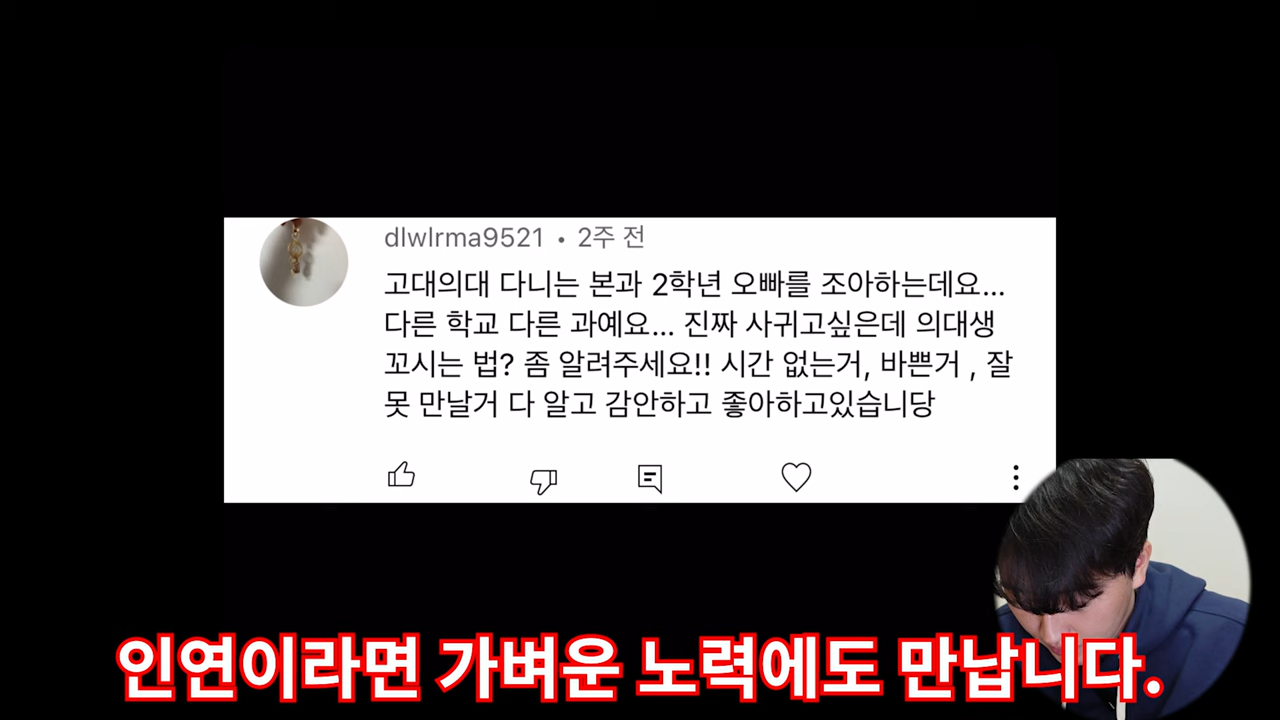 dlwlrma9521 • 2주 전
고대의대 다니는 본과 2학년 오빠를 조아하는데요...
다른 학교 다른 과예요... 진짜 사귀고싶은데 의대생
꼬시는 법? 좀 알려주세요!! 시간 없는거, 바쁜거 , 잘
못 만날거 다 알고 감안하고 좋아하고있습니당
인연이라면 가벼운 노력에도 만납니다.